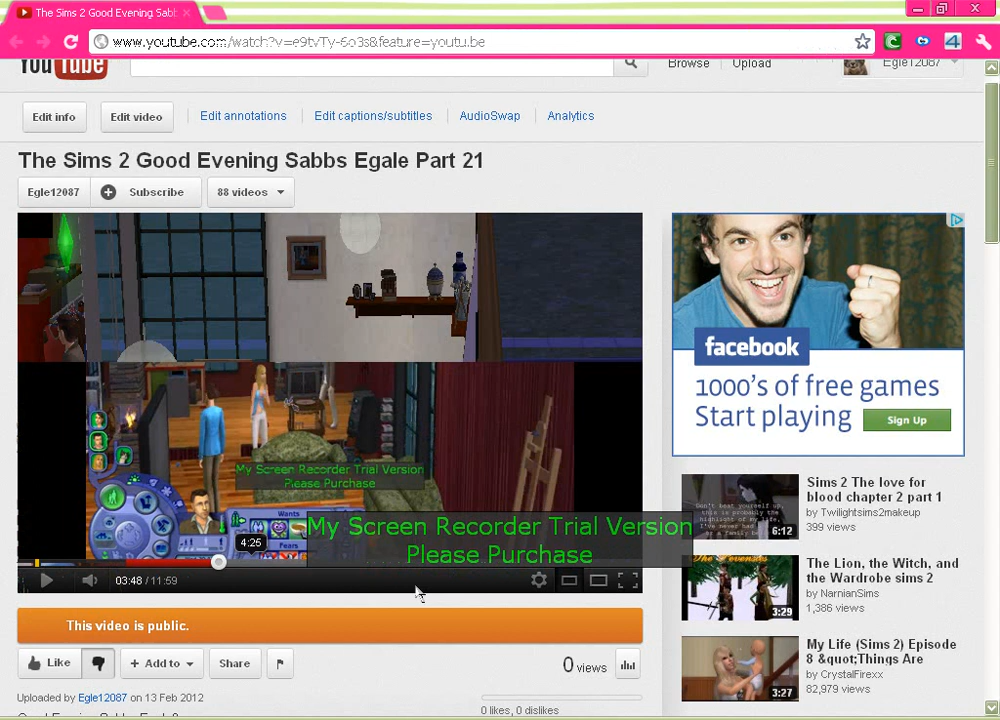 The Sims 2 Good Evening Sabb
www.youtube.com/watch?v=e9tvTy-6o3s&feature=youtu.be
YouTube
Browse Upload Egle12087
Edit info Edit video Edit annotations Edit captions/subtitles AudioSwap Analytics
The Sims 2 Good Evening Sabbs Egale Part 21
Egle12087 Subscribe 88 videos
facebook
1000's of free games
Start playing Sign Up
My Screen Recorder Trial Version
Please Purchase
Wants
Fears
4:25
My Screen Recorder Trial Version
Please Purchase
03:48 / 11:59
This video is public.
Like + Add to Share
0 views
Uploaded by Egle12087 on 13 Feb 2012
0 likes, 0 dislikes
6:12
Sims 2 The love for
blood chapter 2 part 1
by Twilightsims2makeup
399 views
3:29
The Lion, the Witch, and
the Wardrobe sims 2
by NarnianSims
1,386 views
3:27
My Life (Sims 2) Episode
8 &quot;Things Are
by CrystalFirexx
82,979 views